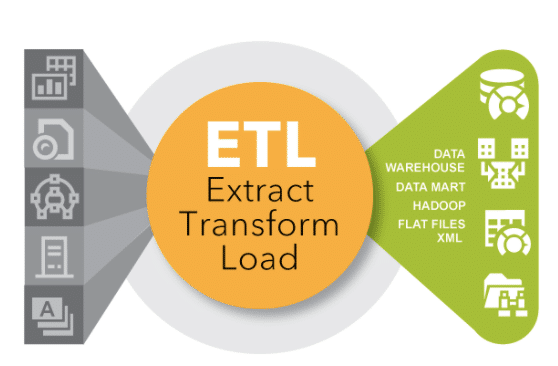 A
ETL
Extract
Transform
Load
DATA
WAREHOUSE
DATA MART
HADOOP
FLAT FILES
XML